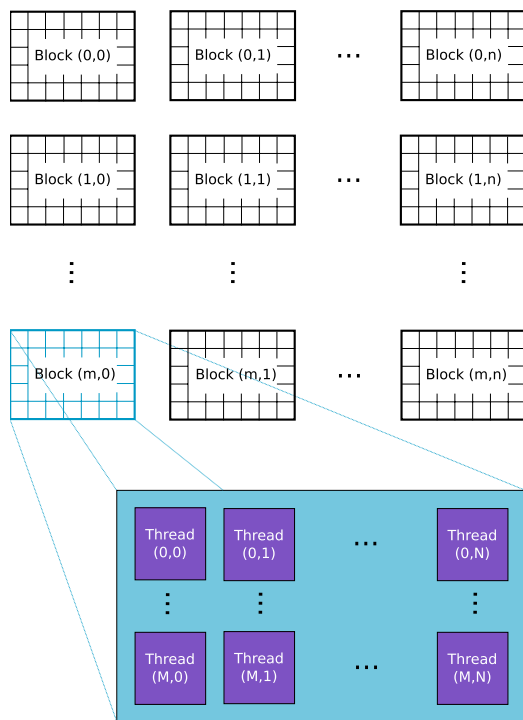 Block (0,0) Block (0,1) ... Block (0,n)
Block (1,0) Block (1,1) ... Block (1,n)
⋮ ⋮ ⋮
Block (m,0) Block (m,1) ... Block (m,n)
Thread Thread Thread
(0,0) (0,1) ... (0,N)
⋮ ⋮ ⋮
Thread Thread Thread
(M,0) (M,1) ... (M,N)